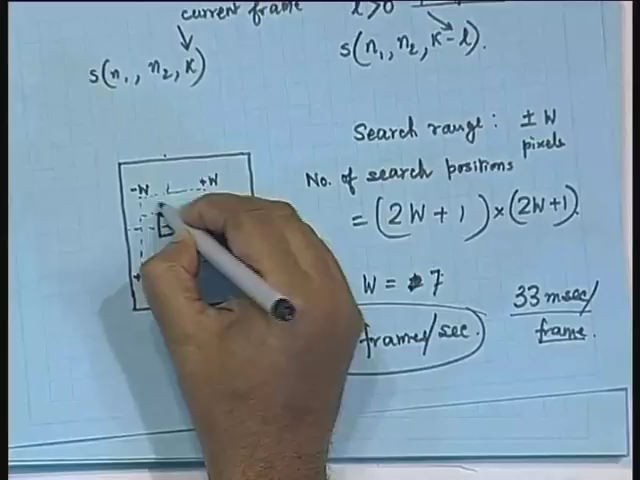 current frame l>0
s(n₁, n₂, k) s(n₁, n₂, k-l).
Search range: ± W pixels
No. of search positions
= (2W+1)×(2W+1).
-W +W
W = 7
frames/sec.
33 msec/
frame.